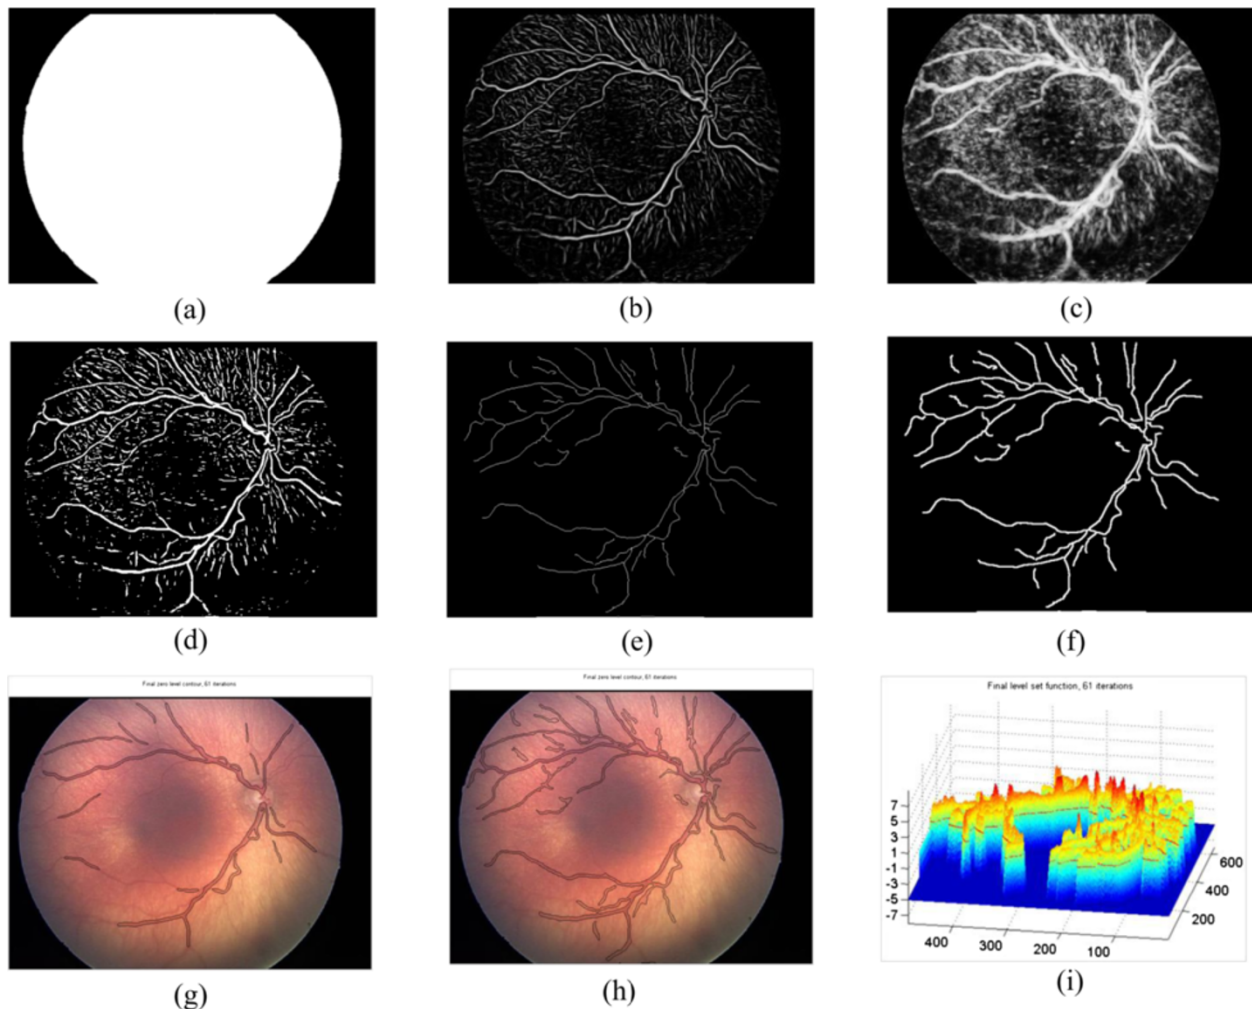 (a)
(b)
(c)
(d)
(e)
(f)
Final zero level contour, 61 iterations
Final zero level contour, 61 iterations
Final level set function, 61 iterations
7
5
3
1
-1
-3
-5
-7
600
400
200
400
300
200
100
(g)
(h)
(i)